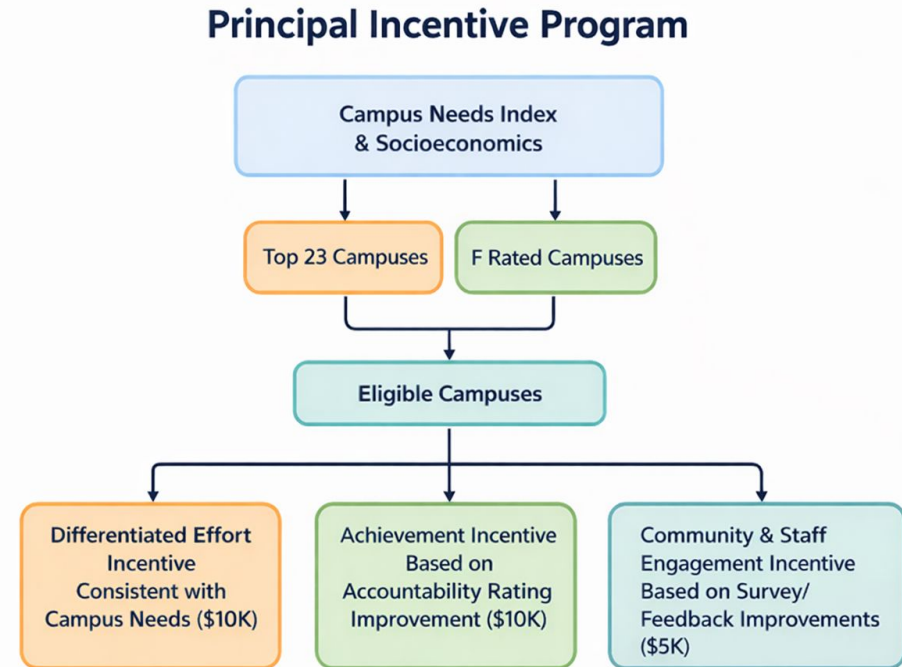 Principal Incentive Program
Campus Needs Index
& Socioeconomics
Top 23 Campuses
F Rated Campuses
Eligible Campuses
Differentiated Effort
Incentive
Consistent with
Campus Needs ($10K)
Achievement Incentive
Based on
Accountability Rating
Improvement ($10K)
Community & Staff
Engagement Incentive
Based on Survey/
Feedback Improvements
($5K)